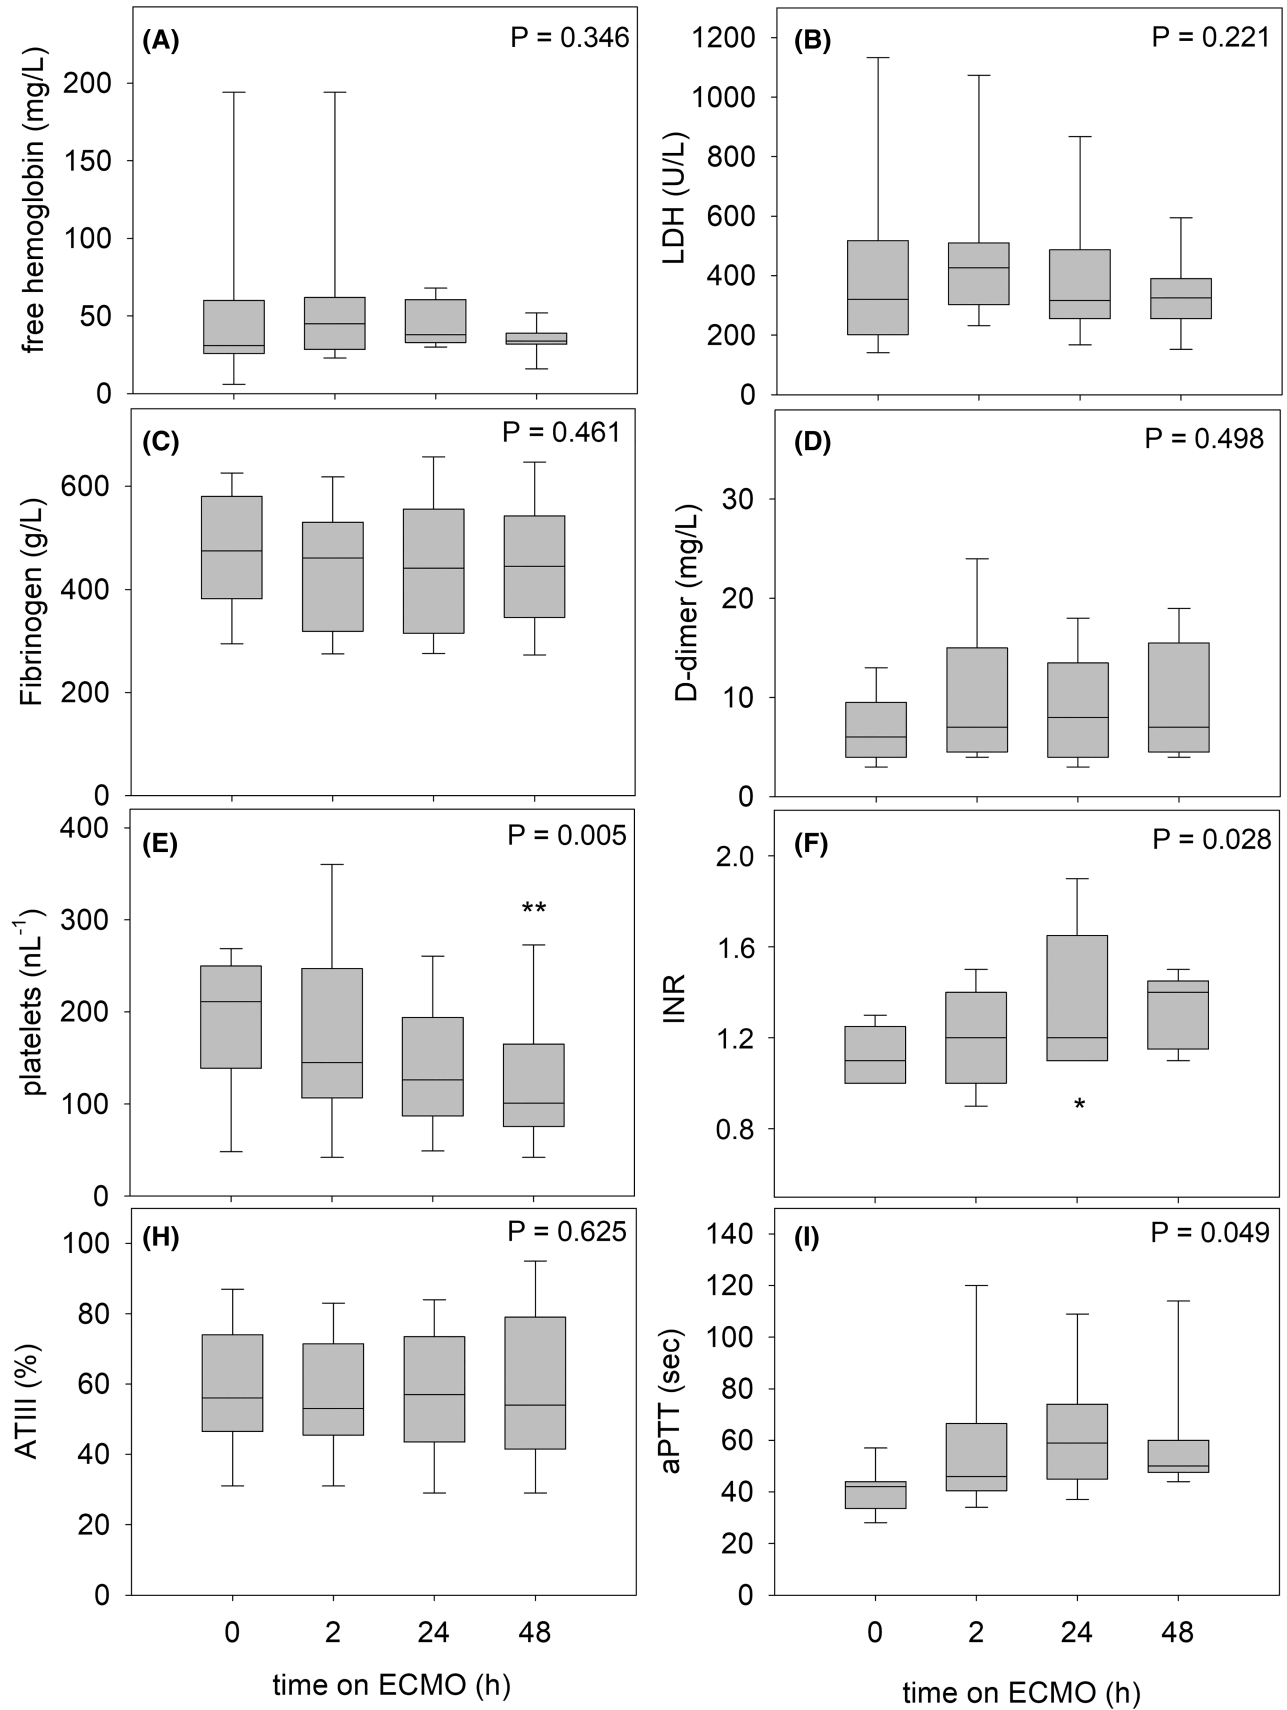 (A)
P = 0.346
free hemoglobin (mg/L)
200
150
100
50
0
(B)
P = 0.221
LDH (U/L)
1200
1000
800
600
400
200
0
(C)
P = 0.461
Fibrinogen (g/L)
600
400
200
0
(D)
P = 0.498
D-dimer (mg/L)
30
20
10
0
(E)
P = 0.005
platelets (nL⁻¹)
400
300
200
100
0
**
(F)
P = 0.028
INR
2.0
1.6
1.2
0.8
*
(H)
P = 0.625
ATIII (%)
100
80
60
40
20
0
0 2 24 48
time on ECMO (h)
(I)
P = 0.049
aPTT (sec)
140
120
100
80
60
40
20
0
0 2 24 48
time on ECMO (h)